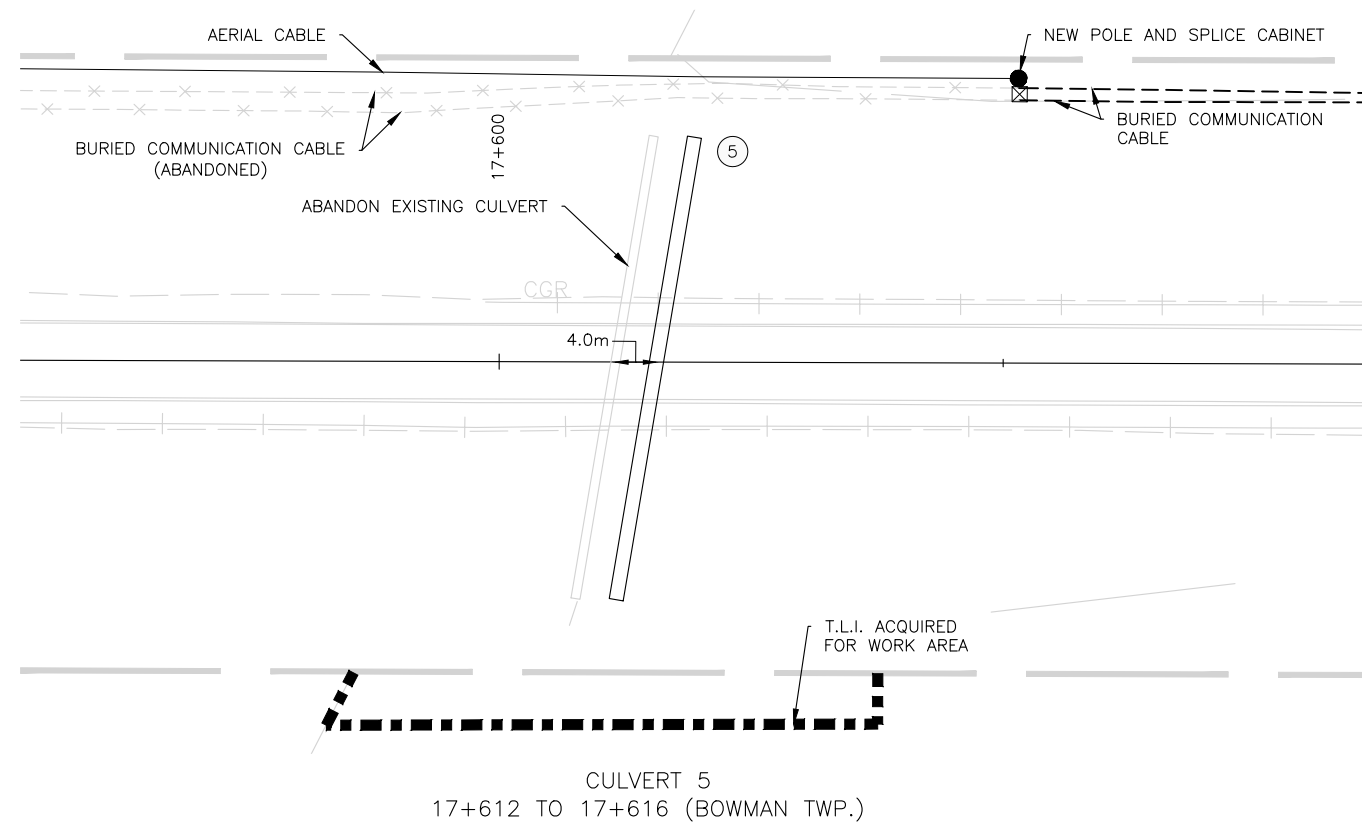 AERIAL CABLE
NEW POLE AND SPLICE CABINET
BURIED COMMUNICATION
CABLE
17+600
BURIED COMMUNICATION CABLE
(ABANDONED)
5
ABANDON EXISTING CULVERT
CGR
4.0m
T.L.I. ACQUIRED
FOR WORK AREA
CULVERT 5
17+612 TO 17+616 (BOWMAN TWP.)